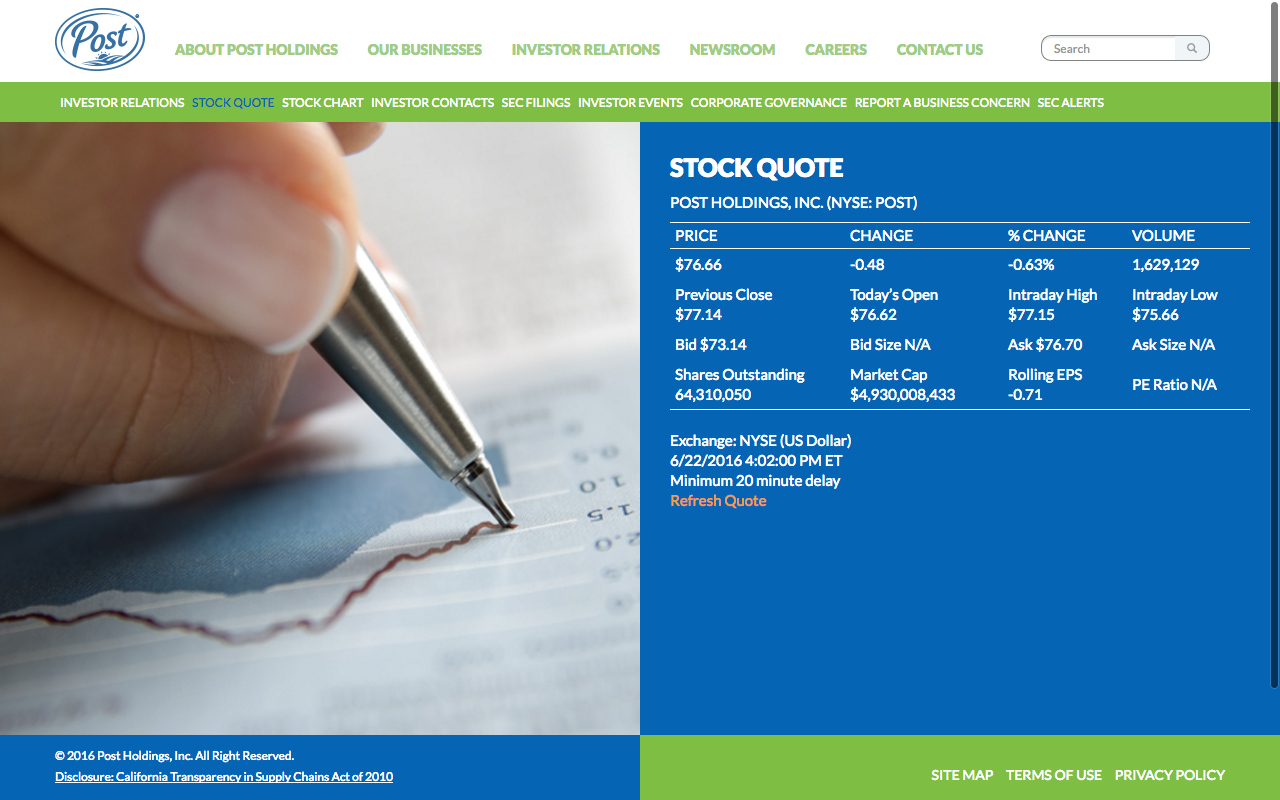 Post
ABOUT POST HOLDINGS OUR BUSINESSES INVESTOR RELATIONS NEWSROOM CAREERS CONTACT US
Search
INVESTOR RELATIONS STOCK QUOTE STOCK CHART INVESTOR CONTACTS SEC FILINGS INVESTOR EVENTS CORPORATE GOVERNANCE REPORT A BUSINESS CONCERN SEC ALERTS
0.5
1.0
1.5
2.0
STOCK QUOTE
POST HOLDINGS, INC. (NYSE: POST)
PRICE CHANGE % CHANGE VOLUME
$76.66 -0.48 -0.63% 1,629,129
Previous Close Today's Open Intraday High Intraday Low
$77.14 $76.62 $77.15 $75.66
Bid $73.14 Bid Size N/A Ask $76.70 Ask Size N/A
Shares Outstanding Market Cap Rolling EPS PE Ratio N/A
64,310,050 $4,930,008,433 -0.71
Exchange: NYSE (US Dollar)
6/22/2016 4:02:00 PM ET
Minimum 20 minute delay
Refresh Quote
© 2016 Post Holdings, Inc. All Right Reserved.
Disclosure: California Transparency in Supply Chains Act of 2010
SITE MAP TERMS OF USE PRIVACY POLICY